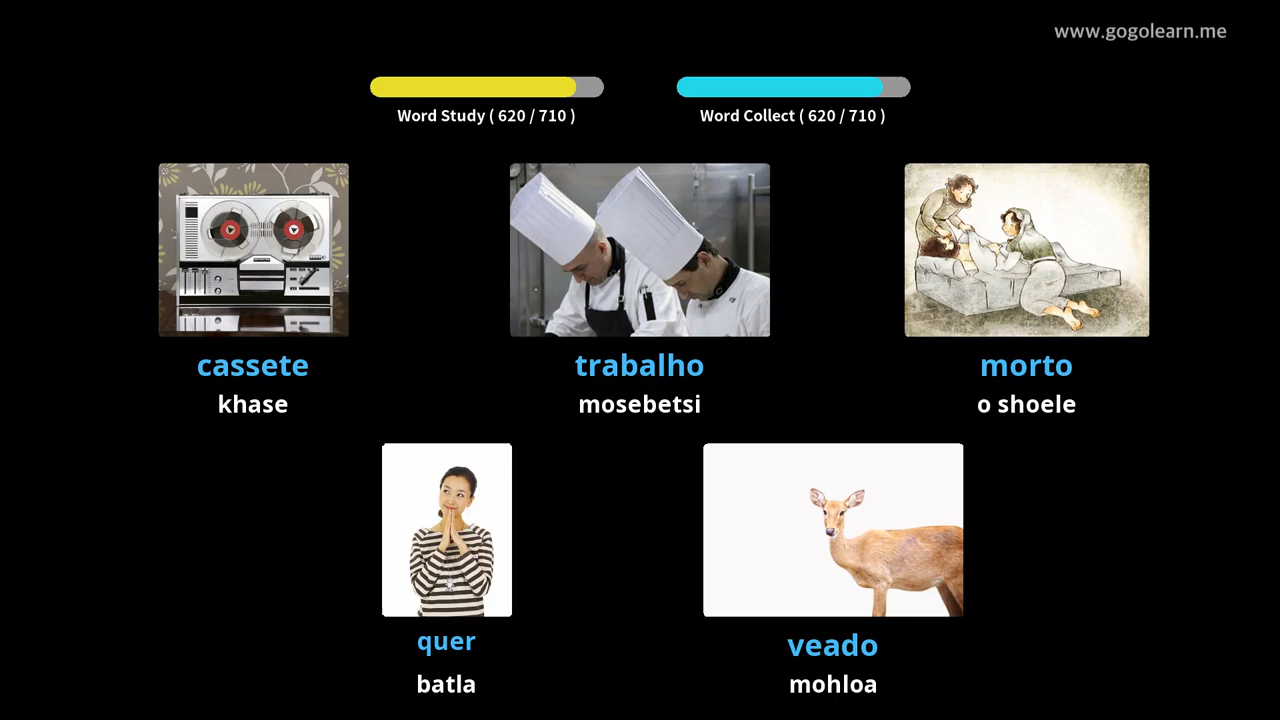 www.gogolearn.me
Word Study ( 620 / 710 )
Word Collect ( 620 / 710 )
cassete
khase
trabalho
mosebetsi
morto
o shoele
quer
batla
veado
mohloa